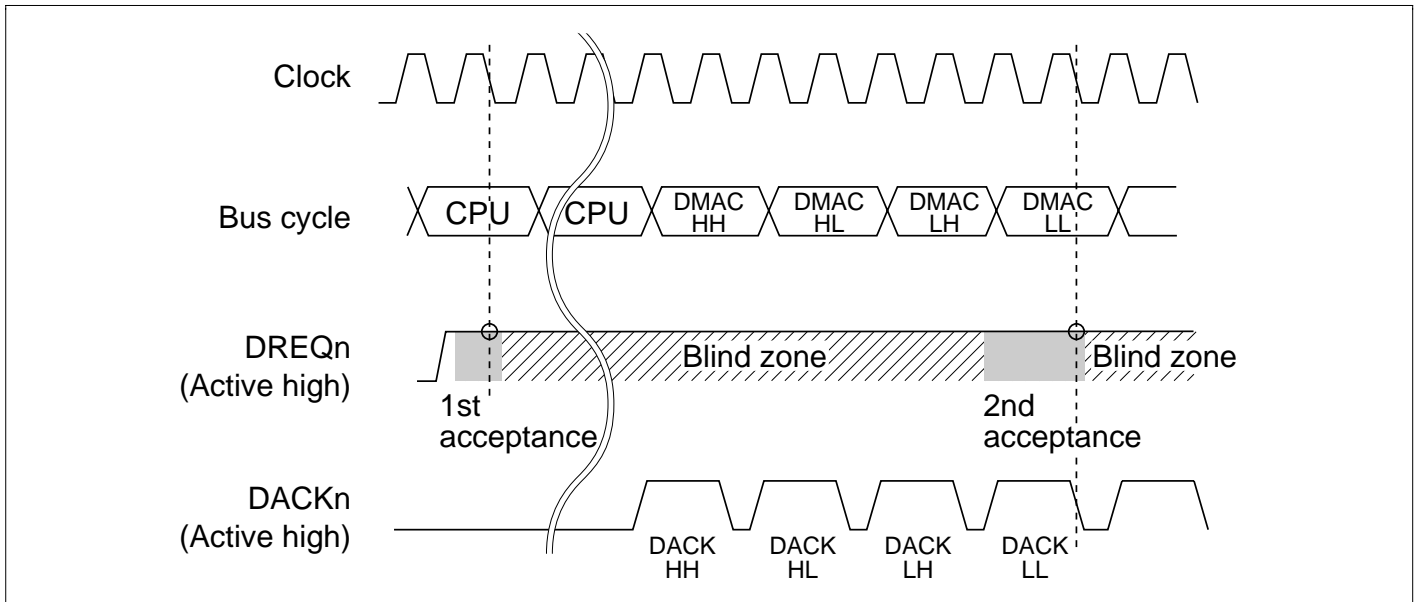 Clock
Bus cycle
CPU
CPU
DMAC
HH
DMAC
HL
DMAC
LH
DMAC
LL
DREQn
(Active high)
Blind zone
Blind zone
1st
acceptance
2nd
acceptance
DACKn
(Active high)
DACK
HH
DACK
HL
DACK
LH
DACK
LL